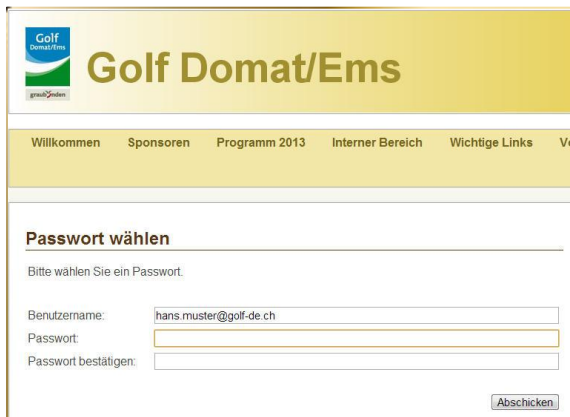 Golf
Domat/Ems
graubünden
Golf Domat/Ems
Willkommen Sponsoren Programm 2013 Interner Bereich Wichtige Links
Passwort wählen
Bitte wählen Sie ein Passwort.
Benutzername: hans.muster@golf-de.ch
Passwort:
Passwort bestätigen:
Abschicken